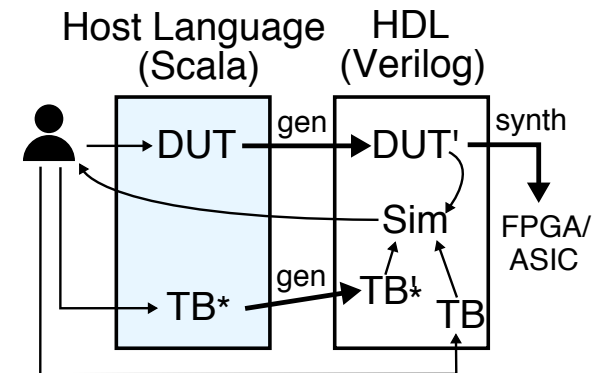 Host Language
(Scala)
HDL
(Verilog)
DUT
gen
DUT'
synth
Sim
FPGA/
ASIC
TB*
gen
TB'*
TB